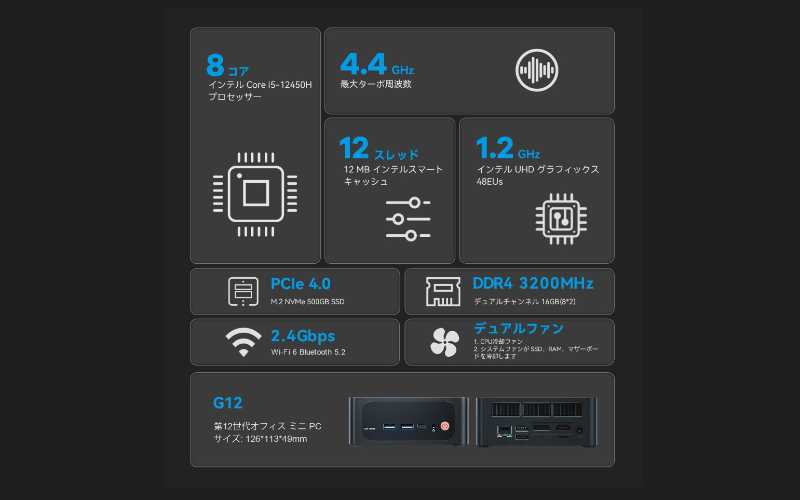 8 コア
インテル Core i5-12450H
プロセッサー
4.4 GHz
最大ターボ周波数
12 スレッド
12 MB インテルスマート
キャッシュ
1.2 GHz
インテル UHD グラフィックス
48EUs
PCIe 4.0
M.2 NVMe 500GB SSD
DDR4 3200MHz
デュアルチャンネル 16GB(8*2)
2.4Gbps
Wi-Fi 6 Bluetooth 5.2
デュアルファン
1. CPU冷却ファン
2. システムファンが SSD、RAM、マザーボー
ドを冷却します
G12
第12世代オフィス ミニ PC
サイズ: 126*113*49mm